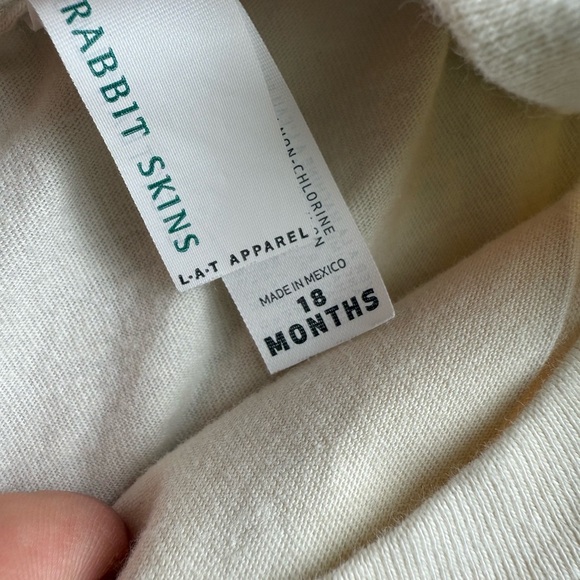 RABBIT SKINS
L·A·T APPAREL
NON-CHLORINE
MADE IN MEXICO
18
MONTHS